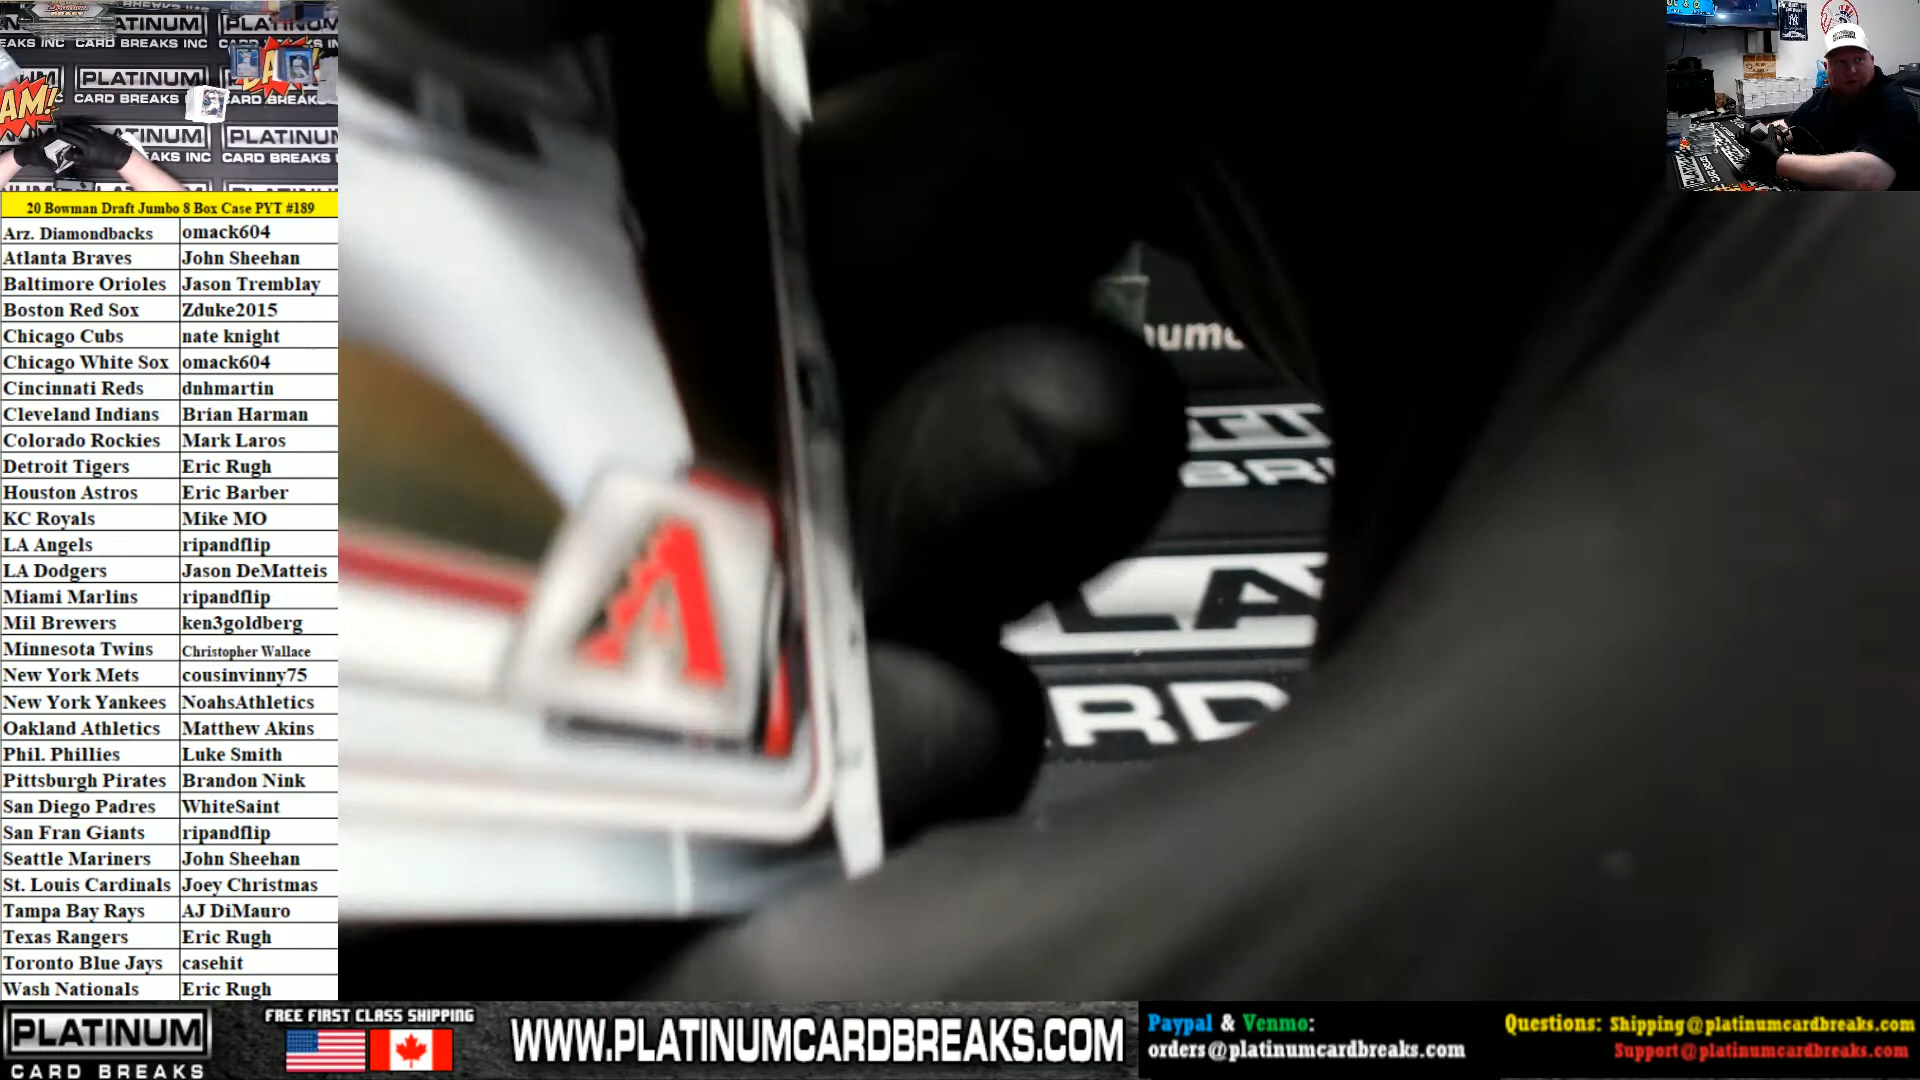 PLATINUM
CARD BREAKS INC
20 Bowman Draft Jumbo 8 Box Case PYT #189
Arz. Diamondbacks omack604
Atlanta Braves John Sheehan
Baltimore Orioles Jason Tremblay
Boston Red Sox Zduke2015
Chicago Cubs nate knight
Chicago White Sox omack604
Cincinnati Reds dnhmartin
Cleveland Indians Brian Harman
Colorado Rockies Mark Laros
Detroit Tigers Eric Rugh
Houston Astros Eric Barber
KC Royals Mike MO
LA Angels ripandflip
LA Dodgers Jason DeMatteis
Miami Marlins ripandflip
Mil Brewers ken3goldberg
Minnesota Twins Christopher Wallace
New York Mets cousinvinny75
New York Yankees NoahsAthletics
Oakland Athletics Matthew Akins
Phil. Phillies Luke Smith
Pittsburgh Pirates Brandon Nink
San Diego Padres WhiteSaint
San Fran Giants ripandflip
Seattle Mariners John Sheehan
St. Louis Cardinals Joey Christmas
Tampa Bay Rays AJ DiMauro
Texas Rangers Eric Rugh
Toronto Blue Jays casehit
Wash Nationals Eric Rugh
PLATINUM
CARD BREAKS
FREE FIRST CLASS SHIPPING
WWW.PLATINUMCARDBREAKS.COM
Paypal & Venmo:
orders@platinumcardbreaks.com
Questions: Shipping@platinumcardbreaks.com
Support@platinumcardbreaks.com